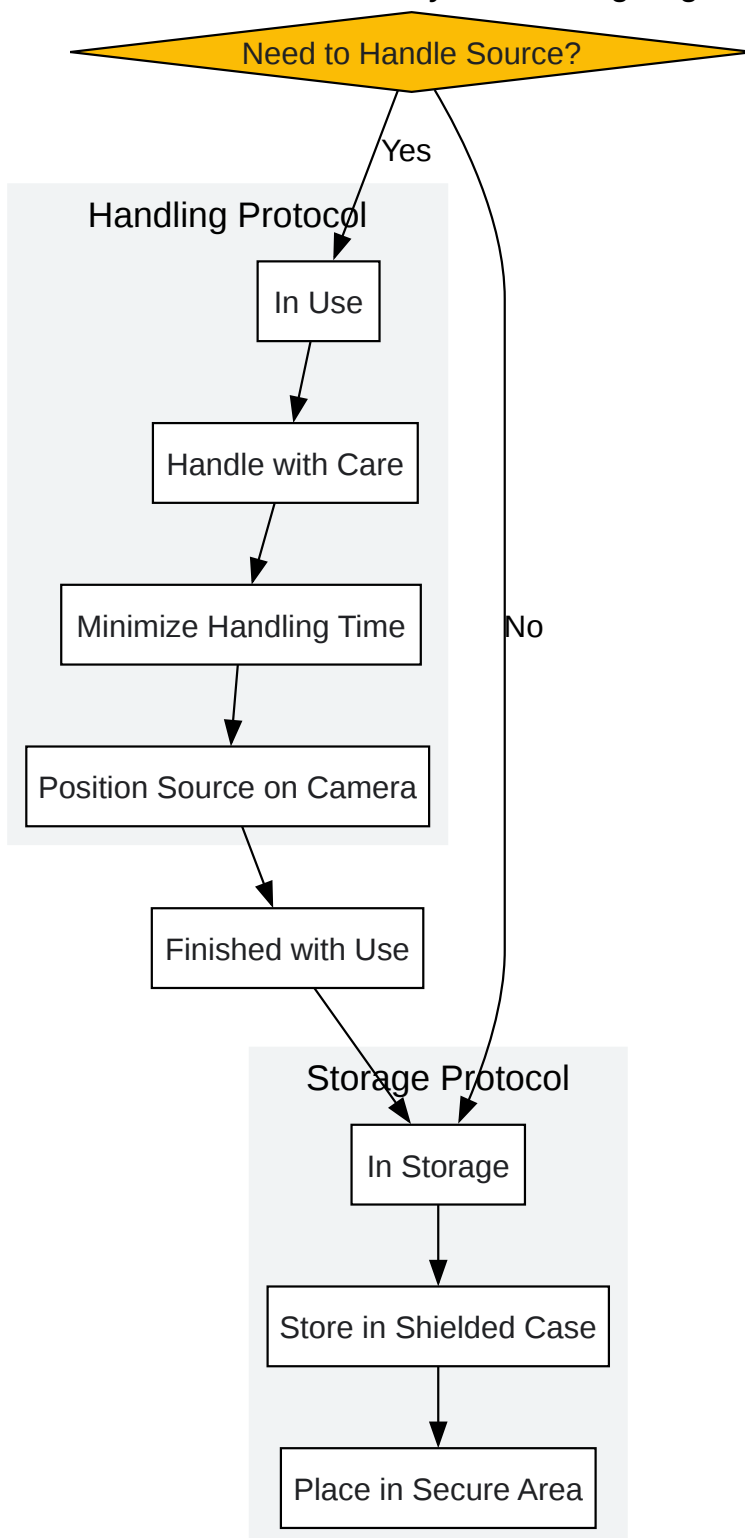 Need to Handle Source?
Yes
Handling Protocol
In Use
Handle with Care
Minimize Handling Time
No
Position Source on Camera
Finished with Use
Storage Protocol
In Storage
Store in Shielded Case
Place in Secure Area